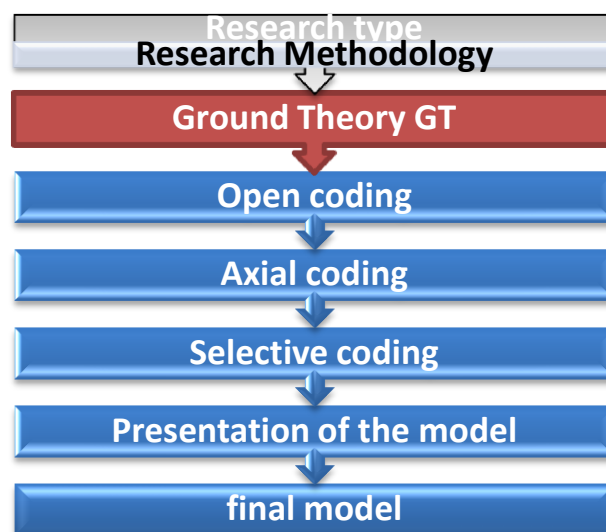 Research type
Research Methodology
Ground Theory GT
Open coding
Axial coding
Selective coding
Presentation of the model
final model